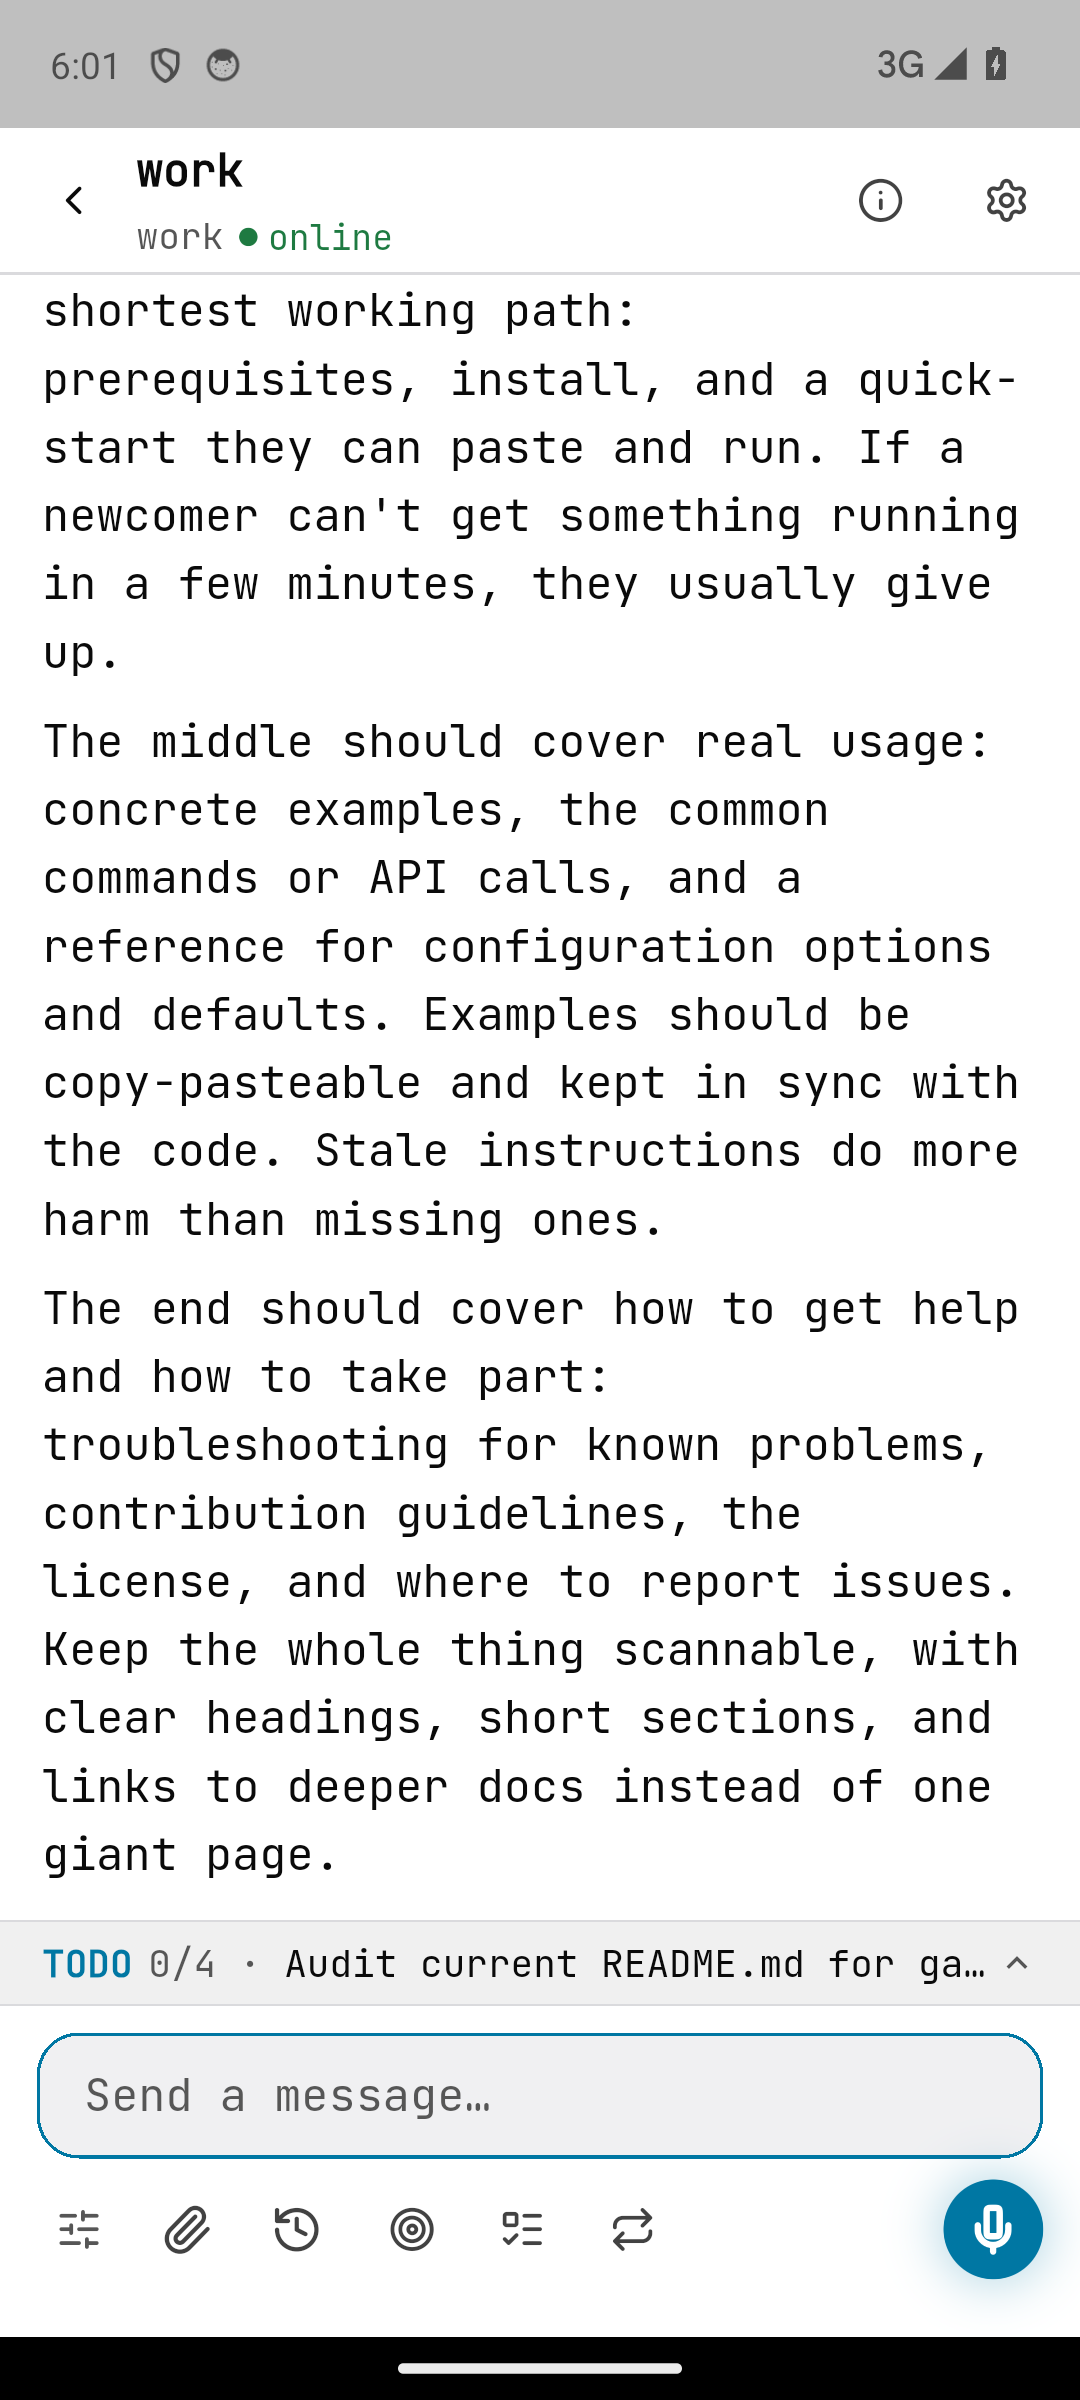 6:01
3G
work
work ● online
shortest working path:
prerequisites, install, and a quick-
start they can paste and run. If a
newcomer can't get something running
in a few minutes, they usually give
up.
The middle should cover real usage:
concrete examples, the common
commands or API calls, and a
reference for configuration options
and defaults. Examples should be
copy-pasteable and kept in sync with
the code. Stale instructions do more
harm than missing ones.
The end should cover how to get help
and how to take part:
troubleshooting for known problems,
contribution guidelines, the
license, and where to report issues.
Keep the whole thing scannable, with
clear headings, short sections, and
links to deeper docs instead of one
giant page.
TODO 0/4 · Audit current README.md for ga…
Send a message…